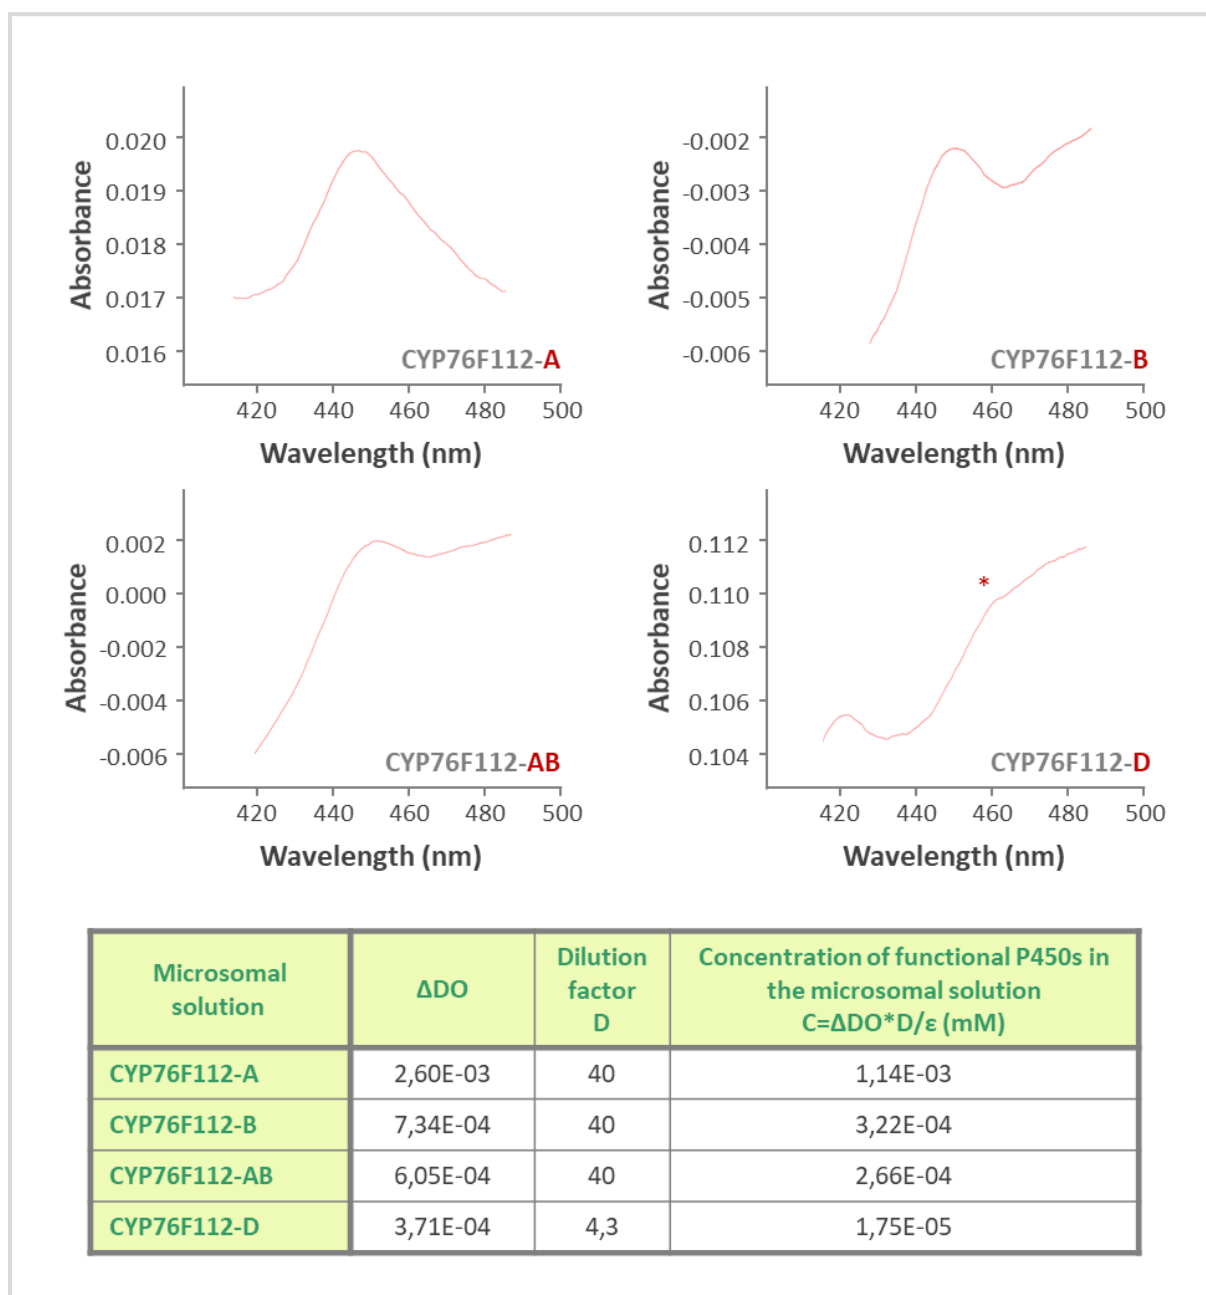 0.020
0.019
0.018
0.017
0.016
Absorbance
CYP76F112-A
420 440 460 480 500
Wavelength (nm)
-0.002
-0.003
-0.004
-0.005
-0.006
Absorbance
CYP76F112-B
420 440 460 480 500
Wavelength (nm)
0.002
0.000
-0.002
-0.004
-0.006
Absorbance
CYP76F112-AB
420 440 460 480 500
Wavelength (nm)
0.112
0.110
0.108
0.106
0.104
Absorbance
*
CYP76F112-D
420 440 460 480 500
Wavelength (nm)
Microsomal
solution
ΔDO
Dilution
factor
D
Concentration of functional P450s in
the microsomal solution
C=ΔDO*D/ε (mM)
CYP76F112-A 2,60E-03 40 1,14E-03
CYP76F112-B 7,34E-04 40 3,22E-04
CYP76F112-AB 6,05E-04 40 2,66E-04
CYP76F112-D 3,71E-04 4,3 1,75E-05